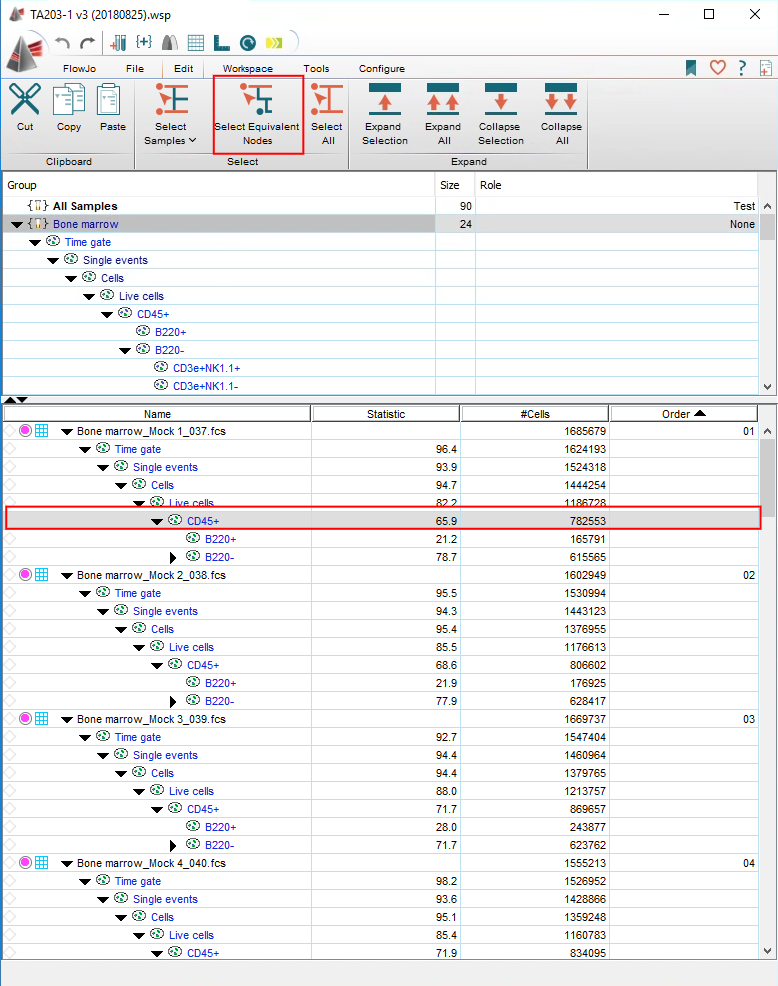 TA203-1 v3 (20180825).wsp
{+}
FlowJo File Edit Workspace Tools Configure
?
Cut Copy Paste Select Samples Select Equivalent Nodes Select All Expand Selection Expand All Collapse Selection Collapse All
Clipboard Select Expand
Group Size Role
All Samples 90 Test
Bone marrow 24 None
Time gate
Single events
Cells
Live cells
CD45+
B220+
B220-
CD3e+NK1.1+
CD3e+NK1.1-
Name Statistic #Cells Order
Bone marrow_Mock 1_037.fcs 1685679 01
Time gate 96.4 1624193
Single events 93.9 1524318
Cells 94.7 1444254
Live cells 82.2 1186728
CD45+ 65.9 782553
B220+ 21.2 165791
B220- 78.7 615565
Bone marrow_Mock 2_038.fcs 1602949 02
Time gate 95.5 1530994
Single events 94.3 1443123
Cells 95.4 1376955
Live cells 85.5 1176613
CD45+ 68.6 806602
B220+ 21.9 176925
B220- 77.9 628417
Bone marrow_Mock 3_039.fcs 1669737 03
Time gate 92.7 1547404
Single events 94.4 1460964
Cells 94.4 1379765
Live cells 88.0 1213757
CD45+ 71.7 869657
B220+ 28.0 243877
B220- 71.7 623762
Bone marrow_Mock 4_040.fcs 1555213 04
Time gate 98.2 1526952
Single events 93.6 1428866
Cells 95.1 1359248
Live cells 85.4 1160783
CD45+ 71.9 834095